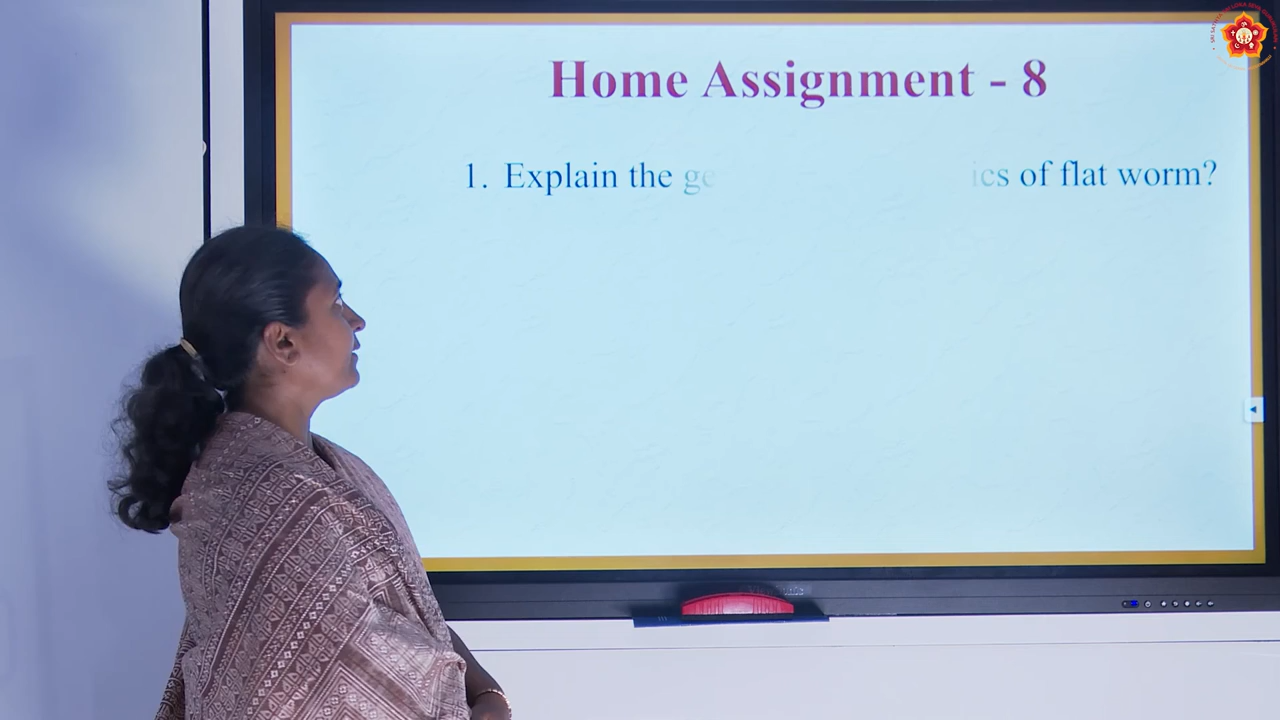 Home Assignment - 8
1. Explain the of flat worm?